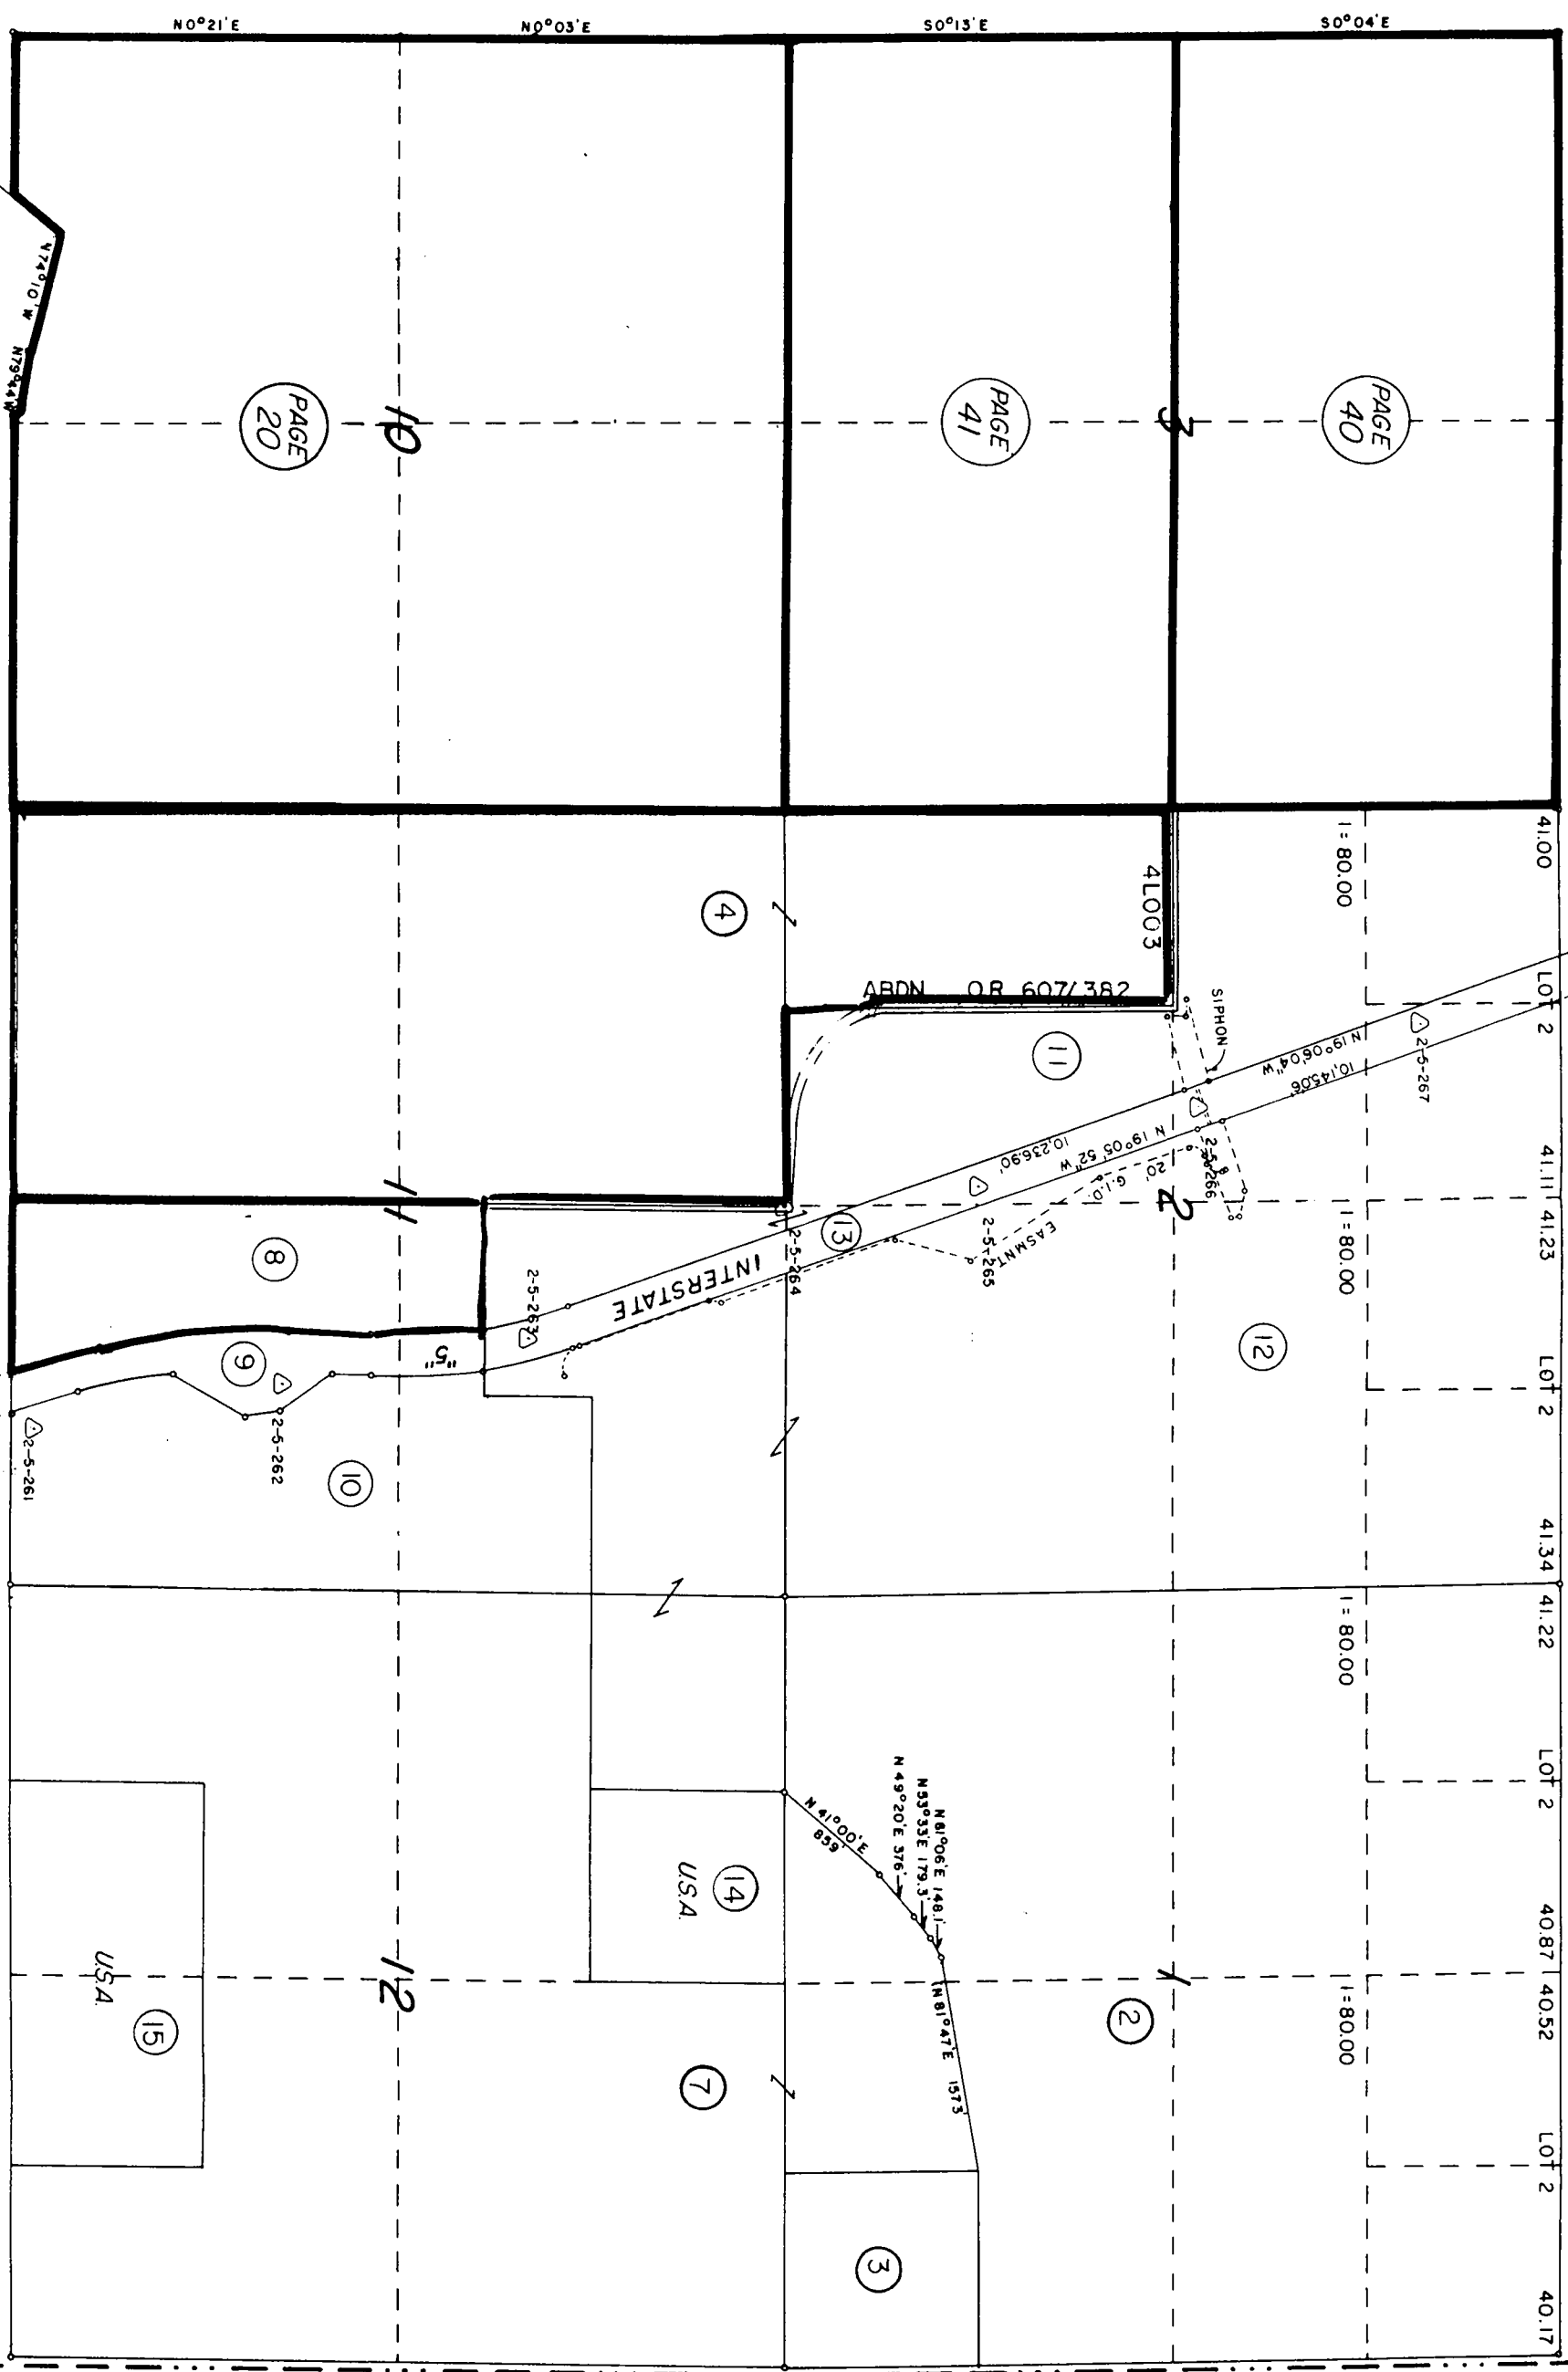 N0°21'E
N0°03'E
S0°13'E
S0°04'E
N74°10'W
N79°44'W
PAGE
20
10
PAGE
41
3
PAGE
40
41.00
LOT 2
41.11
41.23
LOT 2
41.34
41.22
LOT 2
40.87
40.52
LOT 2
40.17
1=80.00
1=80.00
1=80.00
1=80.00
4L003
ABDN O.R. 607/382
4
11
SIPHON
N 19°06'04" W
10,145.06'
2-5-267
2-5-266
N 19°05'52" W
10,236.90'
20'
G.I.D.
EASMNT
2
2-5-265
13
2-5-264
INTERSTATE
"5"
2-5-263
12
11
8
9
2-5-262
10
2-5-261
N 41°00'E
859'
N 49°20'E 376'
N53°33'E 179.3'
N 61°06'E 148.1'
N 81°47'E 1573'
1
2
14
U.S.A.
7
3
12
U.S.A.
15